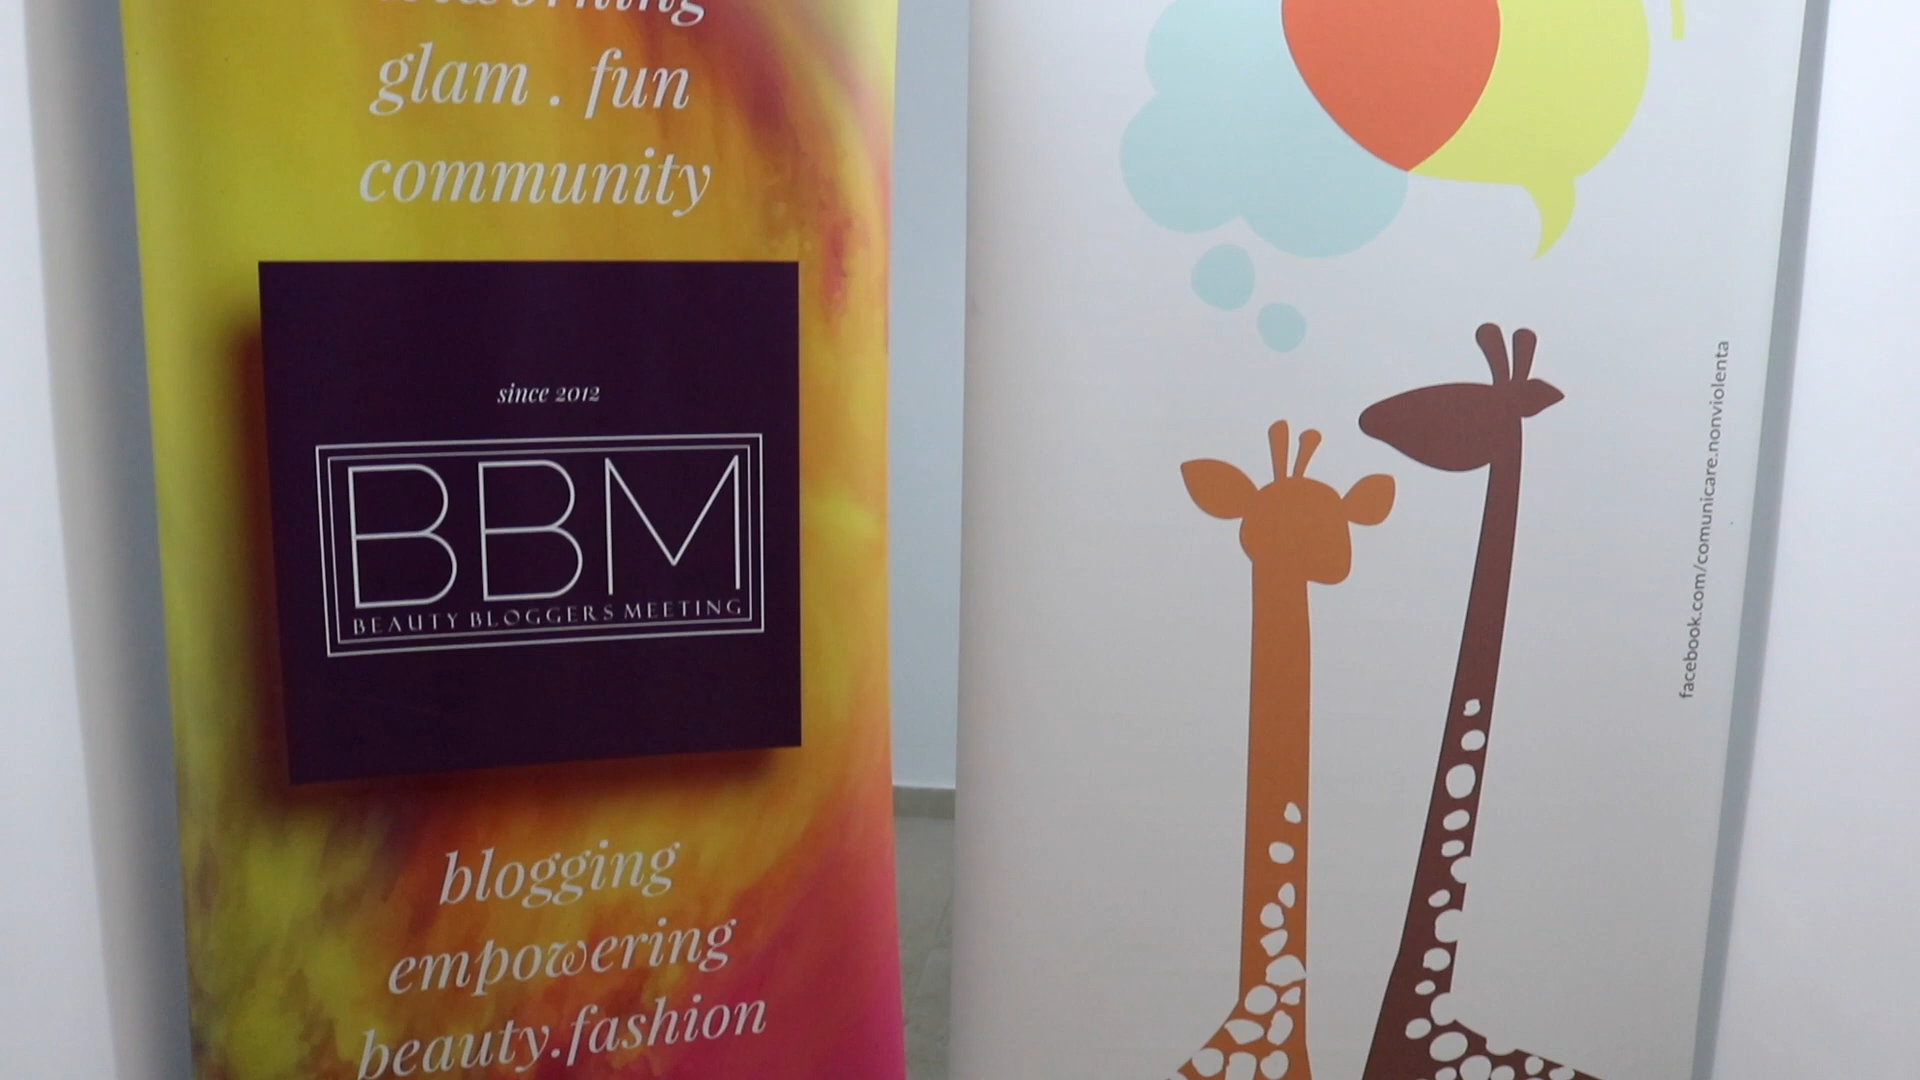 glam . fun
community
since 2012
BBM
BEAUTY BLOGGERS MEETING
blogging
empowering
beauty.fashion
facebook.com/comunicare.nonviolenta